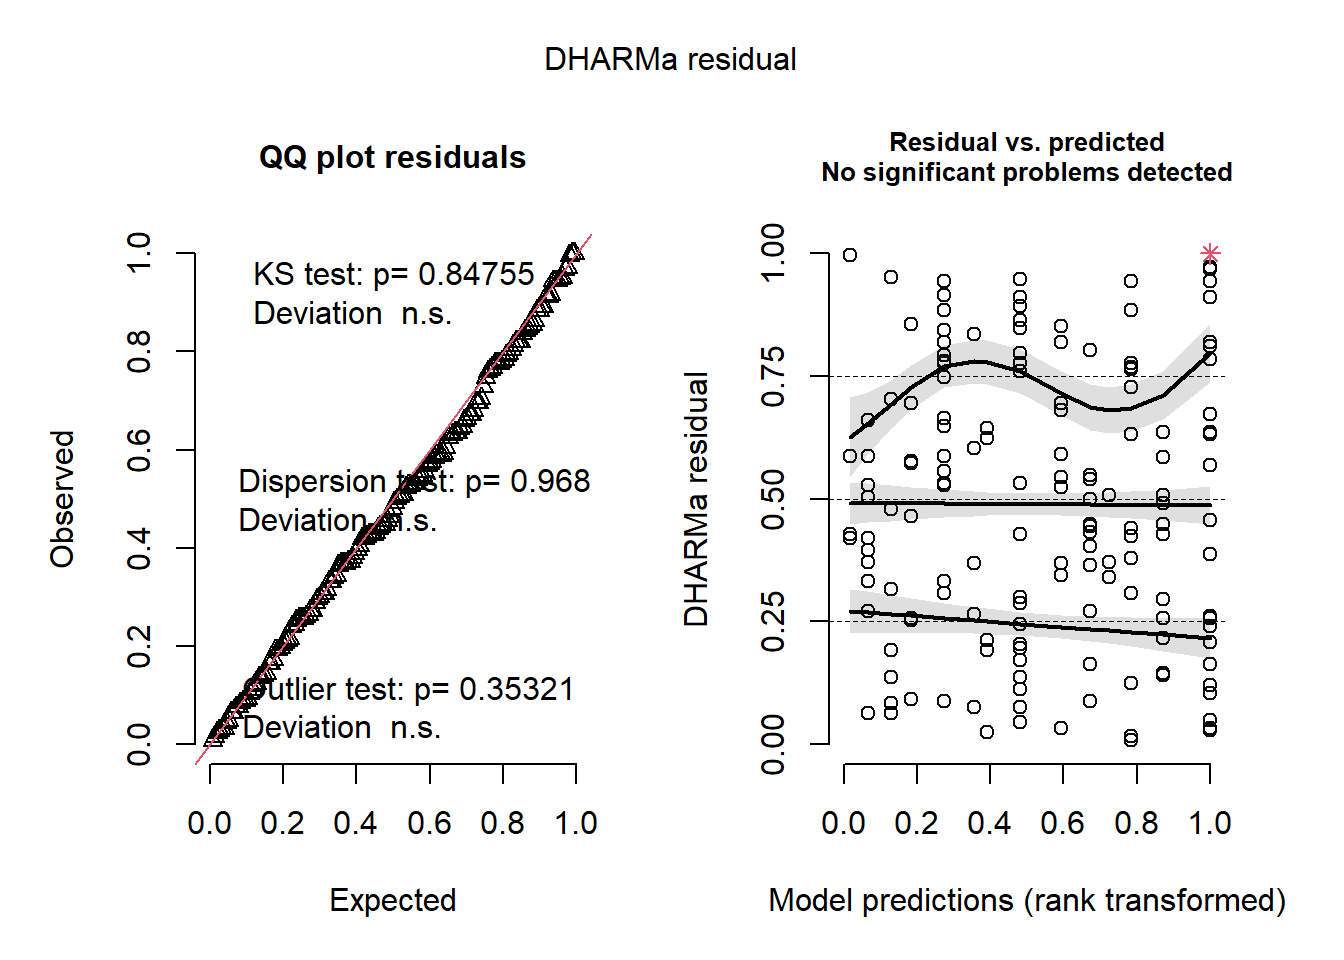 DHARMa residual
QQ plot residuals
KS test: p= 0.84755
Deviation  n.s.
Dispersion test: p= 0.968
Deviation  n.s.
Outlier test: p= 0.35321
Deviation  n.s.
Observed
0.0
0.2
0.4
0.6
0.8
1.0
0.0 0.2 0.4 0.6 0.8 1.0
Expected
Residual vs. predicted
No significant problems detected
DHARMa residual
0.00
0.25
0.50
0.75
1.00
0.0 0.2 0.4 0.6 0.8 1.0
Model predictions (rank transformed)